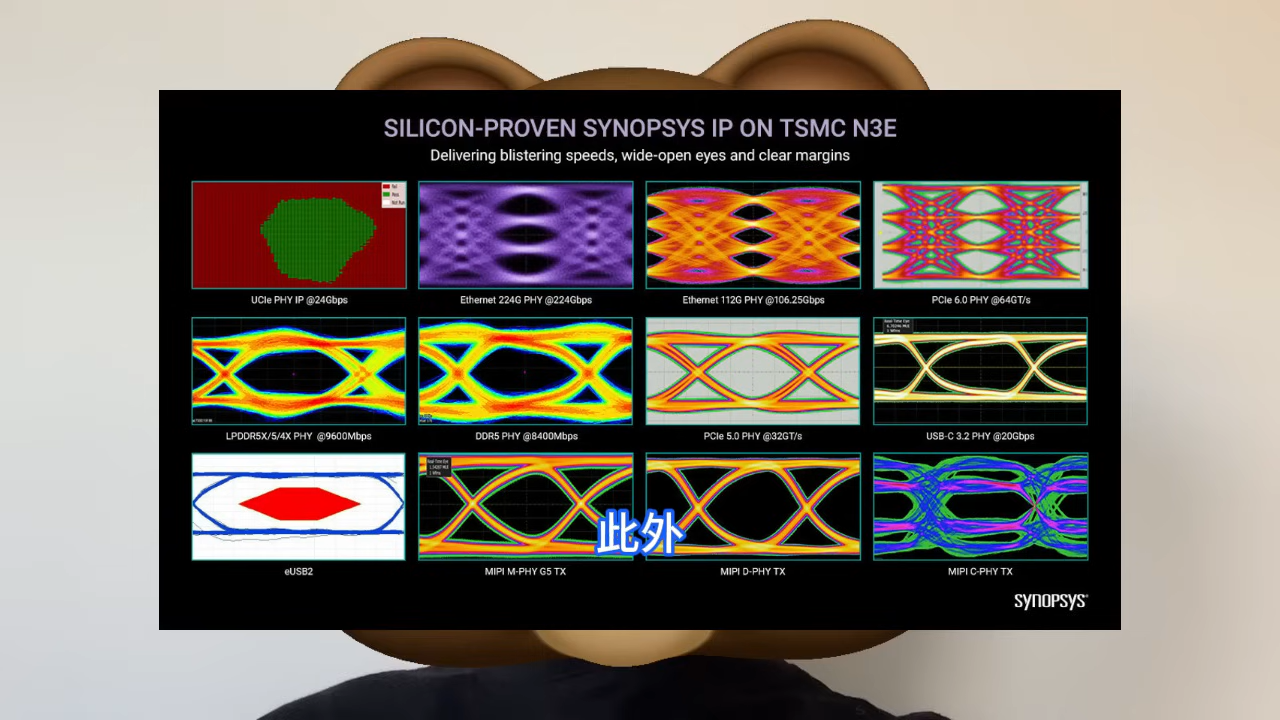 SILICON-PROVEN SYNOPSYS IP ON TSMC N3E
Delivering blistering speeds, wide-open eyes and clear margins
UCIe PHY IP @24Gbps
Ethernet 224G PHY @224Gbps
Ethernet 112G PHY @106.25Gbps
PCIe 6.0 PHY @64GT/s
LPDDR5X/5/4X PHY @9600Mbps
DDR5 PHY @8400Mbps
PCIe 5.0 PHY @32GT/s
USB-C 3.2 PHY @20Gbps
此外
eUSB2
MIPI M-PHY G5 TX
MIPI D-PHY TX
MIPI C-PHY TX
SYNOPSYS